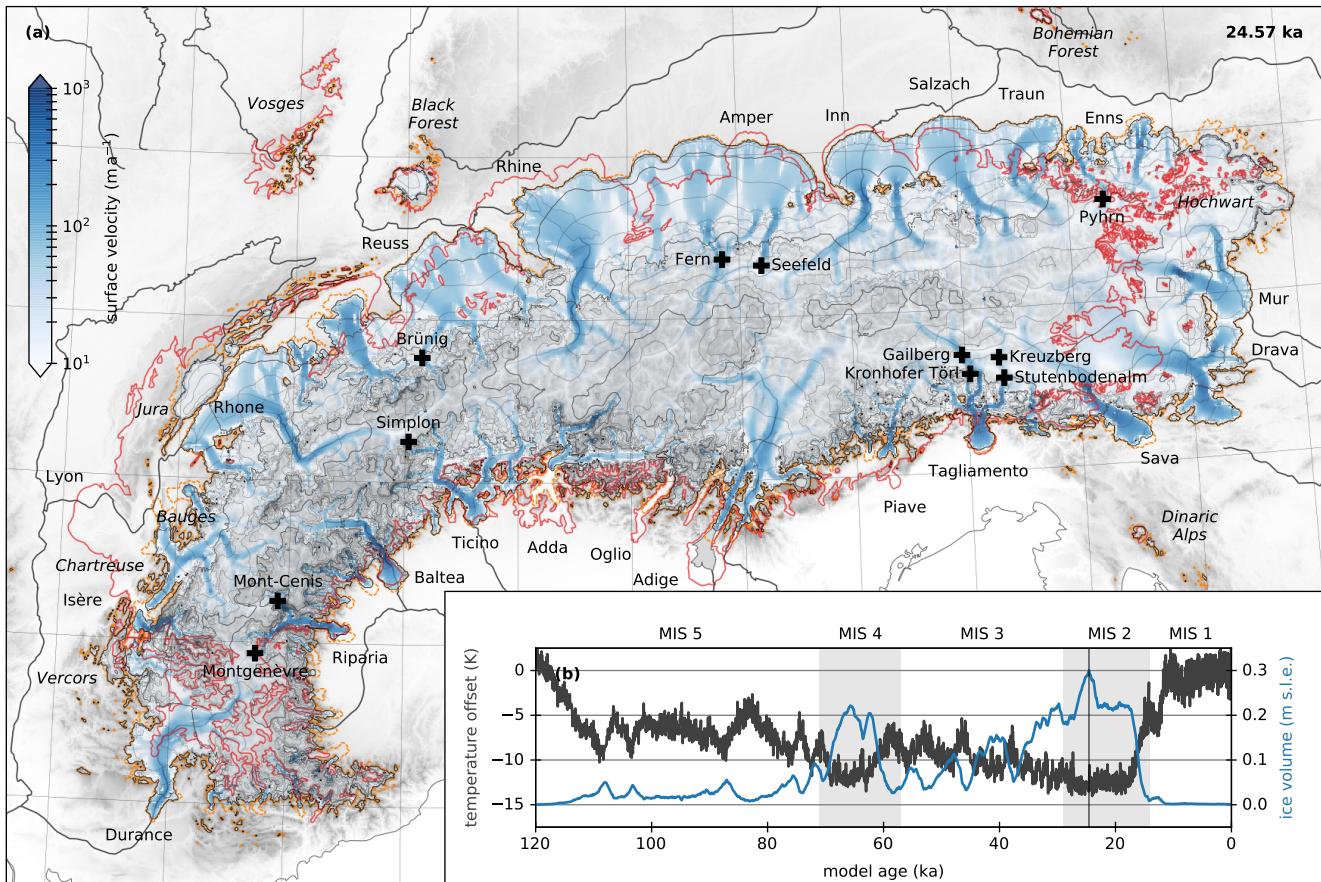 (a)
24.57 ka
Bohemian
Forest
Salzach
Traun
Vosges
Black
Forest
Amper
Inn
Enns
10³
10²
10¹
surface velocity (m a⁻¹)
Rhine
Hochwart
Pyhrn
Reuss
Fern
Seefeld
Mur
Brünig
Gailberg
Kreuzberg
Drava
Kronhofer Törl
Stutenbodenalm
Jura
Rhone
Simplon
Lyon
Tagliamento
Sava
Piave
Bauges
Dinaric
Alps
Ticino
Adda
Oglio
Chartreuse
Mont-Cenis
Baltea
Adige
Isère
Riparia
Montgenèvre
Vercors
Durance
MIS 5
MIS 4
MIS 3
MIS 2
MIS 1
(b)
temperature offset (K)
0
−5
−10
−15
0.3
0.2
0.1
0.0
ice volume (m s.l.e.)
120
100
80
60
40
20
0
model age (ka)